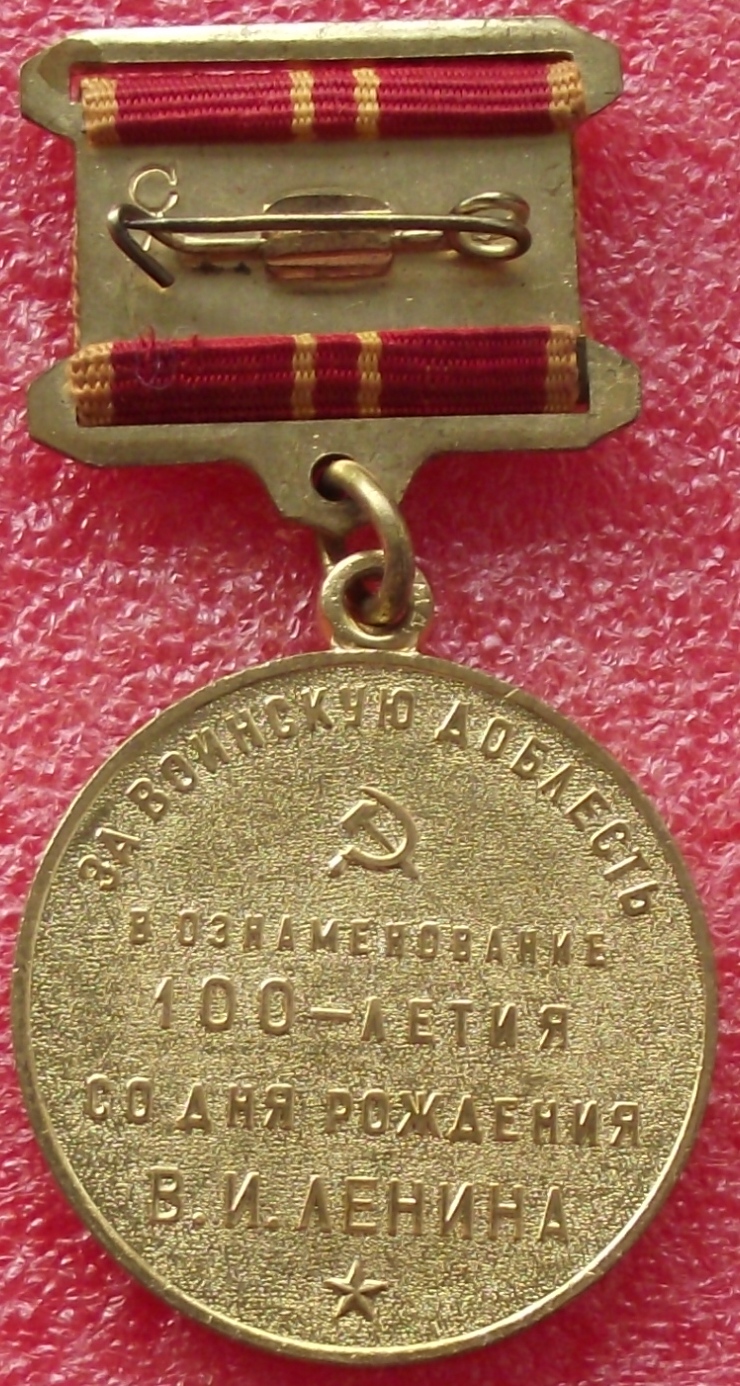 С
ЗА ВОИНСКУЮ ДОБЛЕСТЬ
В ОЗНАМЕНОВАНИЕ
100—ЛЕТИЯ
СО ДНЯ РОЖДЕНИЯ
В. И. ЛЕНИНА